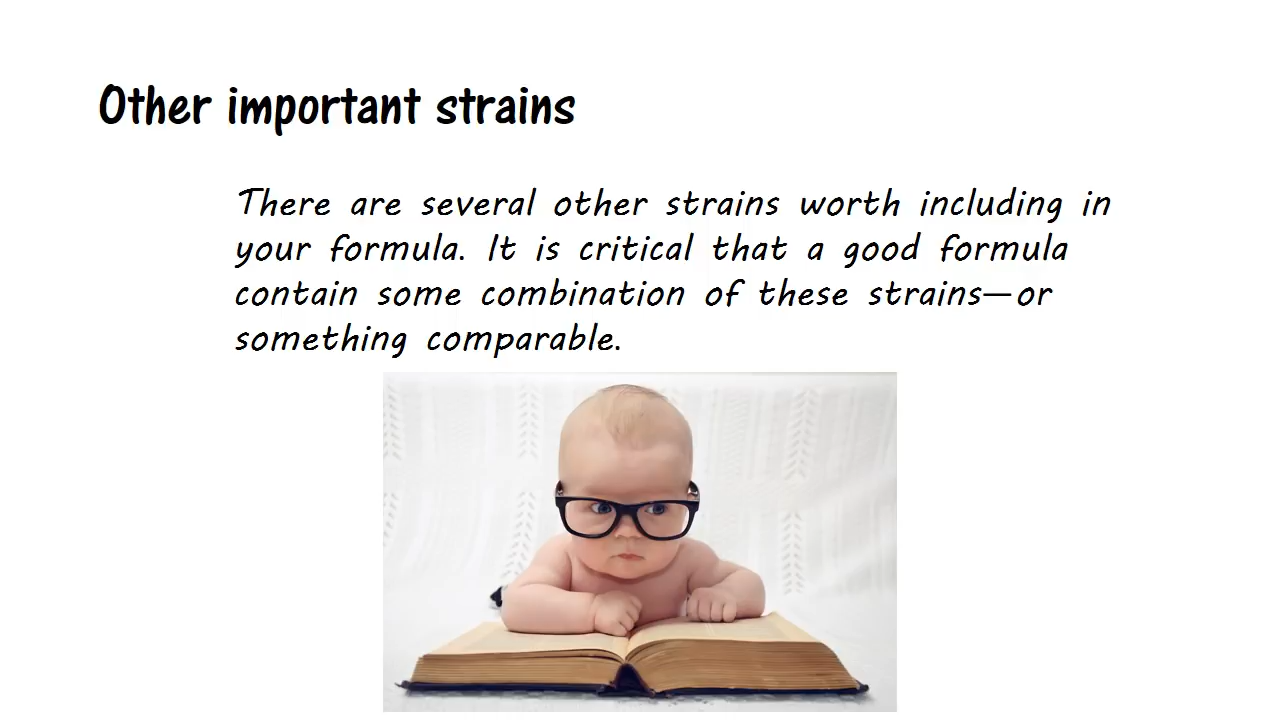 Other important strains
There are several other strains worth including in
your formula. It is critical that a good formula
contain some combination of these strains—or
something comparable.